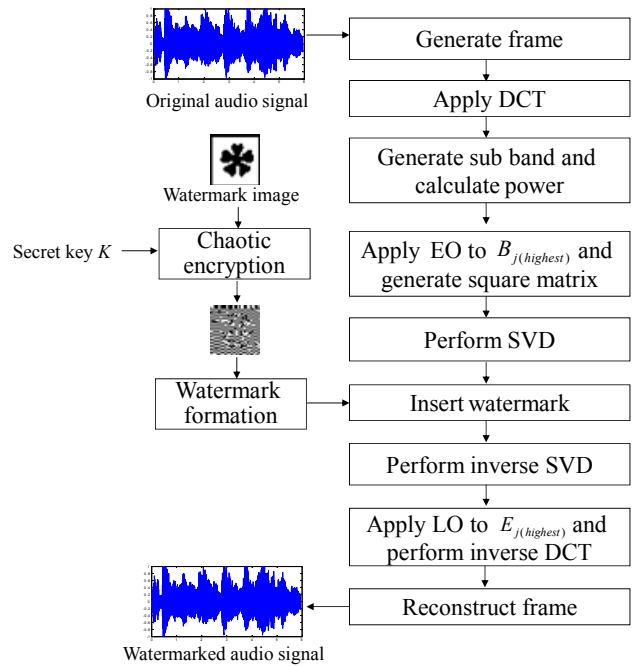 Original audio signal
Generate frame
Apply DCT
Generate sub band and
calculate power
Watermark image
Secret key K
Chaotic
encryption
Apply EO to B j(highest) and
generate square matrix
Perform SVD
Watermark
formation
Insert watermark
Perform inverse SVD
Apply LO to E j(highest) and
perform inverse DCT
Reconstruct frame
Watermarked audio signal